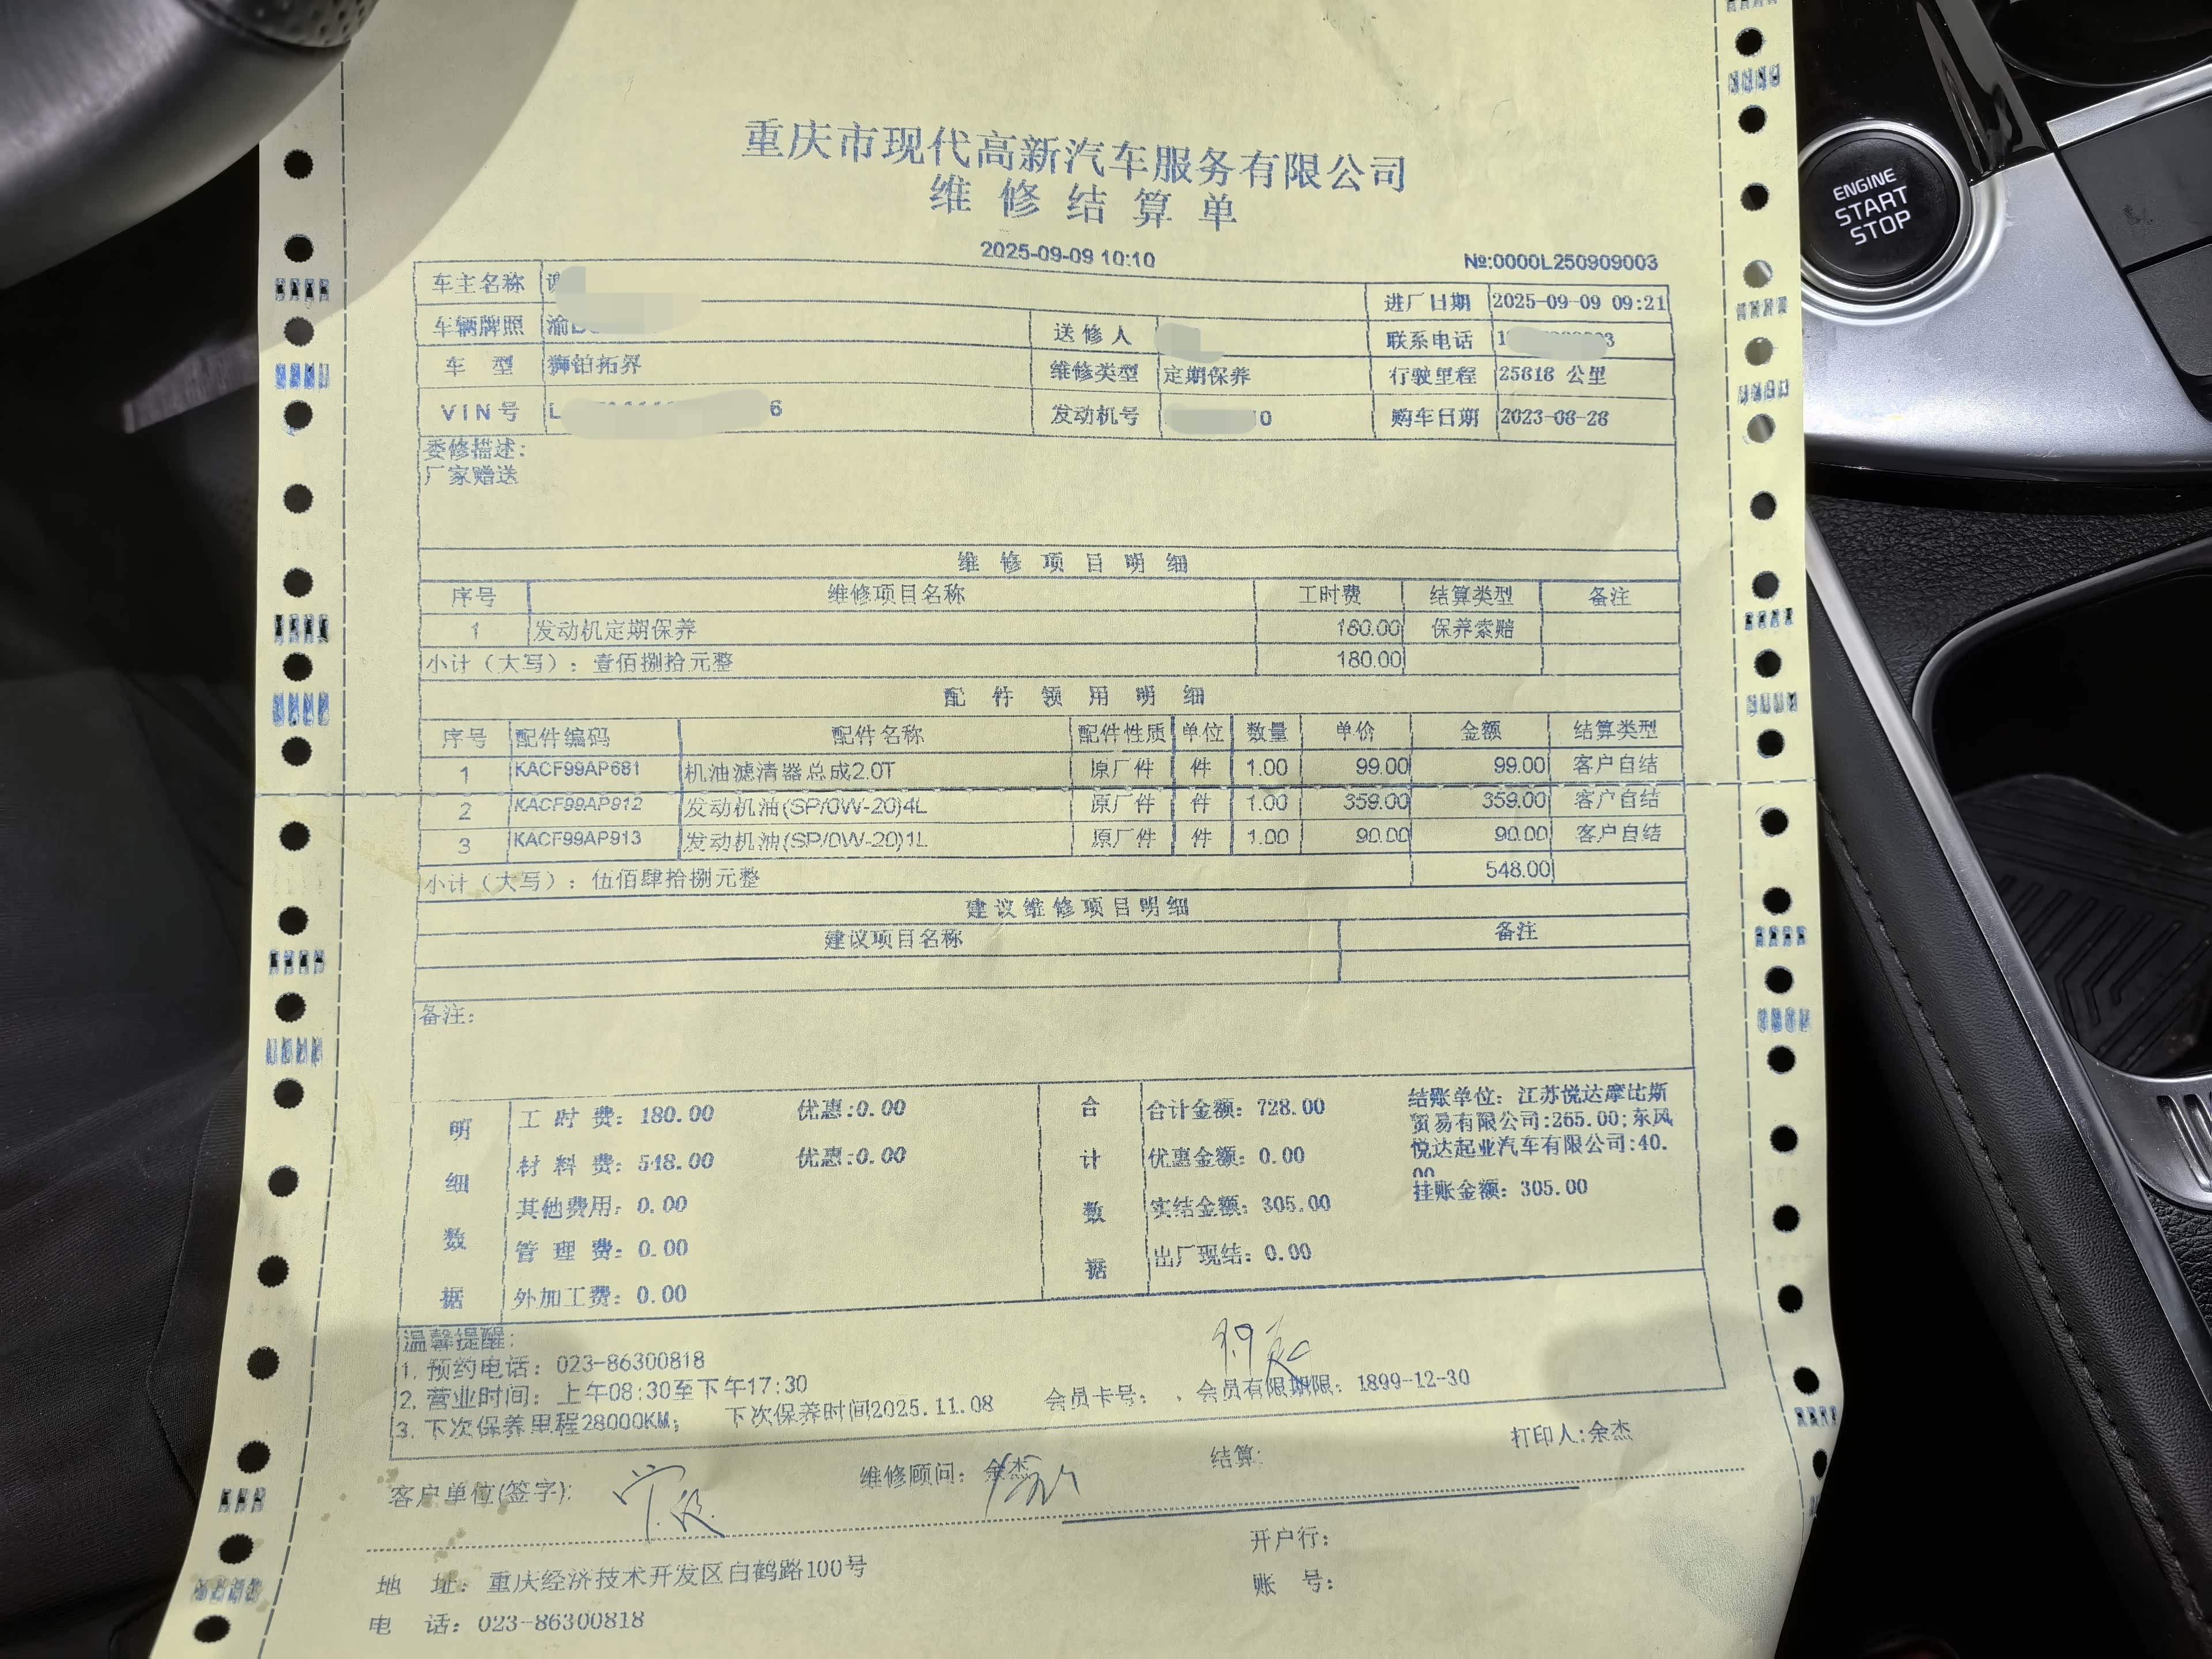 重庆市现代高新汽车服务有限公司
维修结算单
2025-09-09 10:10 №:0000L250909003
车主名称 进厂日期 2025-09-09 09:21
车辆牌照 渝 送修人 联系电话 1 3
车 型 狮铂拓界 维修类型 定期保养 行驶里程 25618 公里
VIN号 L 6 发动机号 0 购车日期 2023-08-28
委修描述:
厂家赠送
维修项目明细
序号 维修项目名称 工时费 结算类型 备注
1 发动机定期保养 180.00 保养索赔
小计（大写）: 壹佰捌拾元整 180.00
配件领用明细
序号 配件编码 配件名称 配件性质 单位 数量 单价 金额 结算类型
1 KACF99AP681 机油滤清器总成2.0T 原厂件 件 1.00 99.00 99.00 客户自结
2 KACF99AP912 发动机油(SP/0W-20)4L 原厂件 件 1.00 359.00 359.00 客户自结
3 KACF99AP913 发动机油(SP/0W-20)1L 原厂件 件 1.00 90.00 90.00 客户自结
小计（大写）: 伍佰肆拾捌元整 548.00
建议维修项目明细
建议项目名称 备注
备注:
明细数据
工 时 费: 180.00 优惠:0.00
材 料 费: 548.00 优惠:0.00
其他费用: 0.00
管 理 费: 0.00
外加工费: 0.00
合计数据
合计金额: 728.00
优惠金额: 0.00
实结金额: 305.00
出厂现结: 0.00
结账单位: 江苏悦达摩比斯
贸易有限公司:265.00;东风
悦达起亚汽车有限公司:40.
00
挂账金额: 305.00
温馨提醒:
1. 预约电话: 023-86300818
2. 营业时间: 上午08:30至下午17:30
3. 下次保养里程28000KM; 下次保养时间2025.11.08 会员卡号: 、会员有限期限: 1899-12-30
客户单位(签字): 维修顾问: 余杰 结算: 打印人:余杰
地 址: 重庆经济技术开发区白鹤路100号 开户行:
电 话: 023-86300818 账 号:
ENGINE
START
STOP